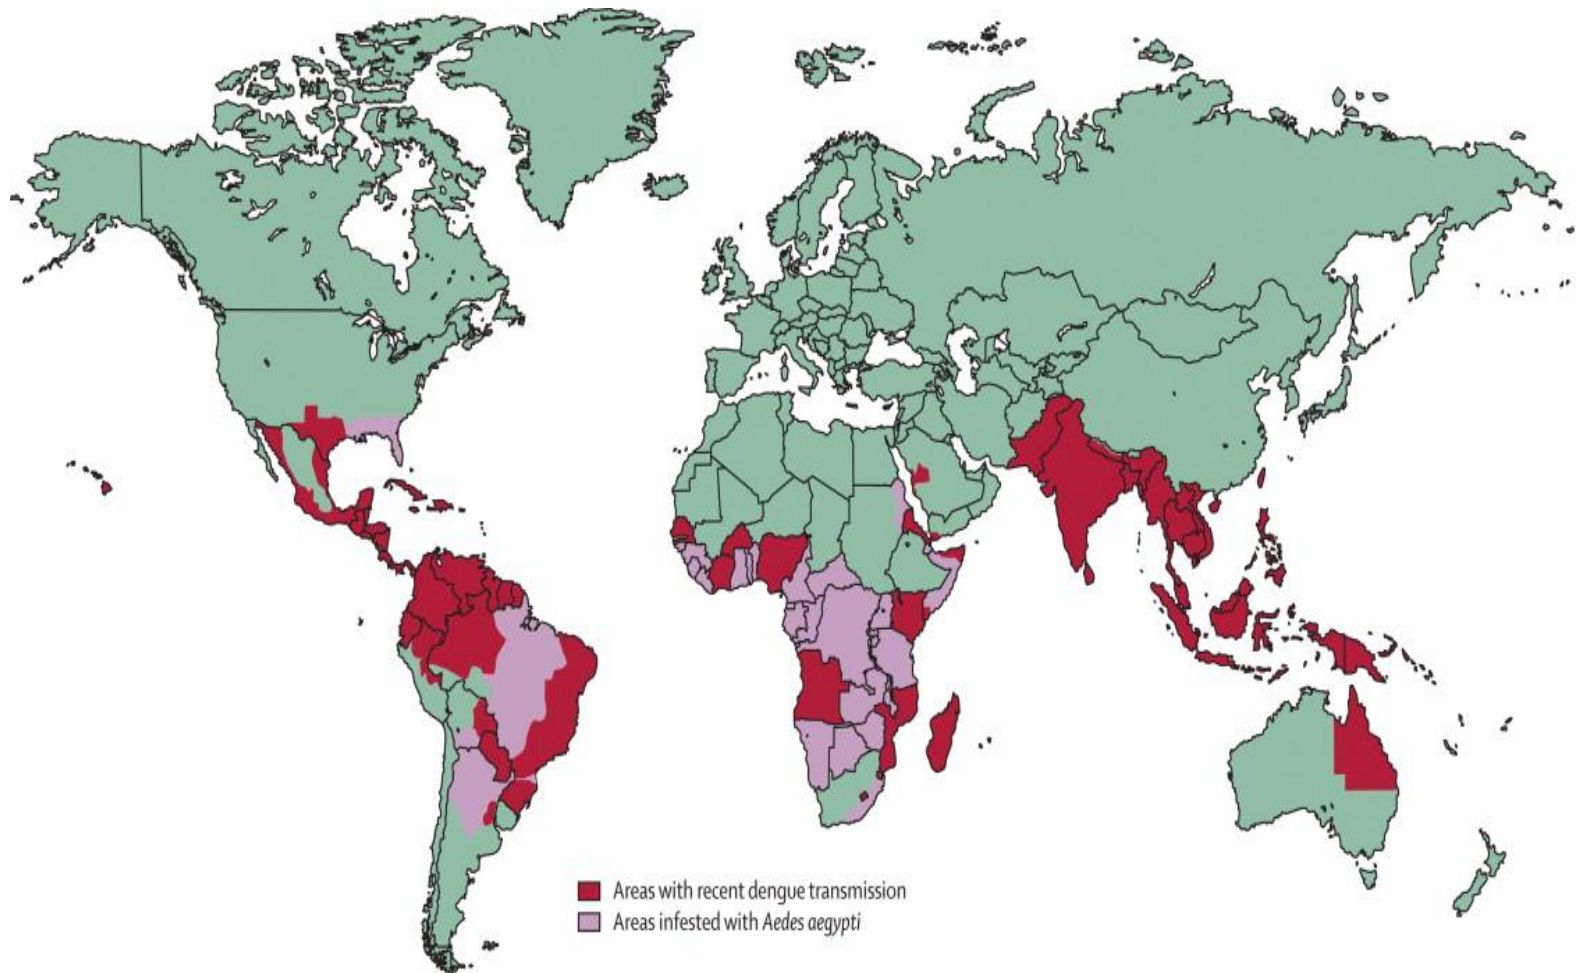 Areas with recent dengue transmission
Areas infested with Aedes aegypti